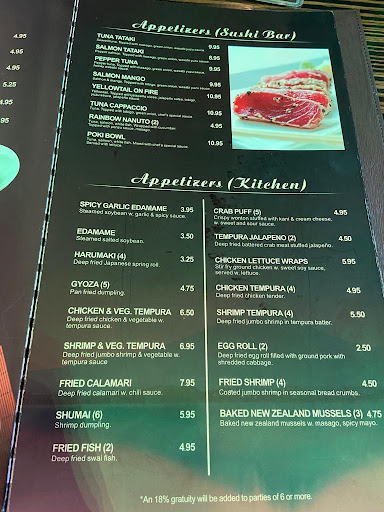 4.95
4.95
4.95
5.25
Appetizers (Sushi Bar)
TUNA TATAKI 9.95
SALMON TATAKI 9.95
PEPPER TUNA 9.95
SALMON MANGO 9.95
YELLOWTAIL ON FIRE 10.95
TUNA CAPPACCIO 10.95
RAINBOW NANUTO (2)
POKI BOWL 10.95
Served with lettuce.
Appetizers (Kitchen)
SPICY GARLIC EDAMAME 3.95
Steamed soybean w. garlic & spicy sauce.
EDAMAME 3.50
Steamed salted soybean.
HARUMAKI (4) 3.25
Deep fried Japanese spring roll.
GYOZA (5) 4.75
Pan fried dumpling.
CHICKEN & VEG. TEMPURA 6.50
Deep fried chicken & vegetable w.
tempura sauce
SHRIMP & VEG. TEMPURA 6.95
Deep fried jumbo shrimp & vegetable w.
tempura sauce
FRIED CALAMARI 7.95
Deep fried calamari w. chili sauce.
SHUMAI (6) 5.95
Shrimp dumpling.
FRIED FISH (2) 4.95
Deep fried swai fish.
CRAB PUFF (5) 4.95
Crispy wonton stuffed with kani & cream cheese,
w. sweet and sour sauce.
TEMPURA JALAPENO (2) 4.50
Deep fried battered crab meat stuffed jalapeño.
CHICKEN LETTUCE WRAPS 5.95
Stir fry ground chicken w. sweet soy sauce,
served w. lettuce.
CHICKEN TEMPURA (4) 4.95
Deep fried chicken tender.
SHRIMP TEMPURA (4) 5.50
Deep fried jumbo shrimp in tempura batter.
EGG ROLL (2) 2.50
Deep fried egg roll filled with ground pork with
shredded cabbage.
FRIED SHRIMP (4) 4.50
Coated jumbo shrimp in seasonal bread crumbs.
BAKED NEW ZEALAND MUSSELS (3) 4.75
Baked new zealand mussels w. masago, spicy mayo.
*An 18% gratuity will be added to parties of 6 or more.